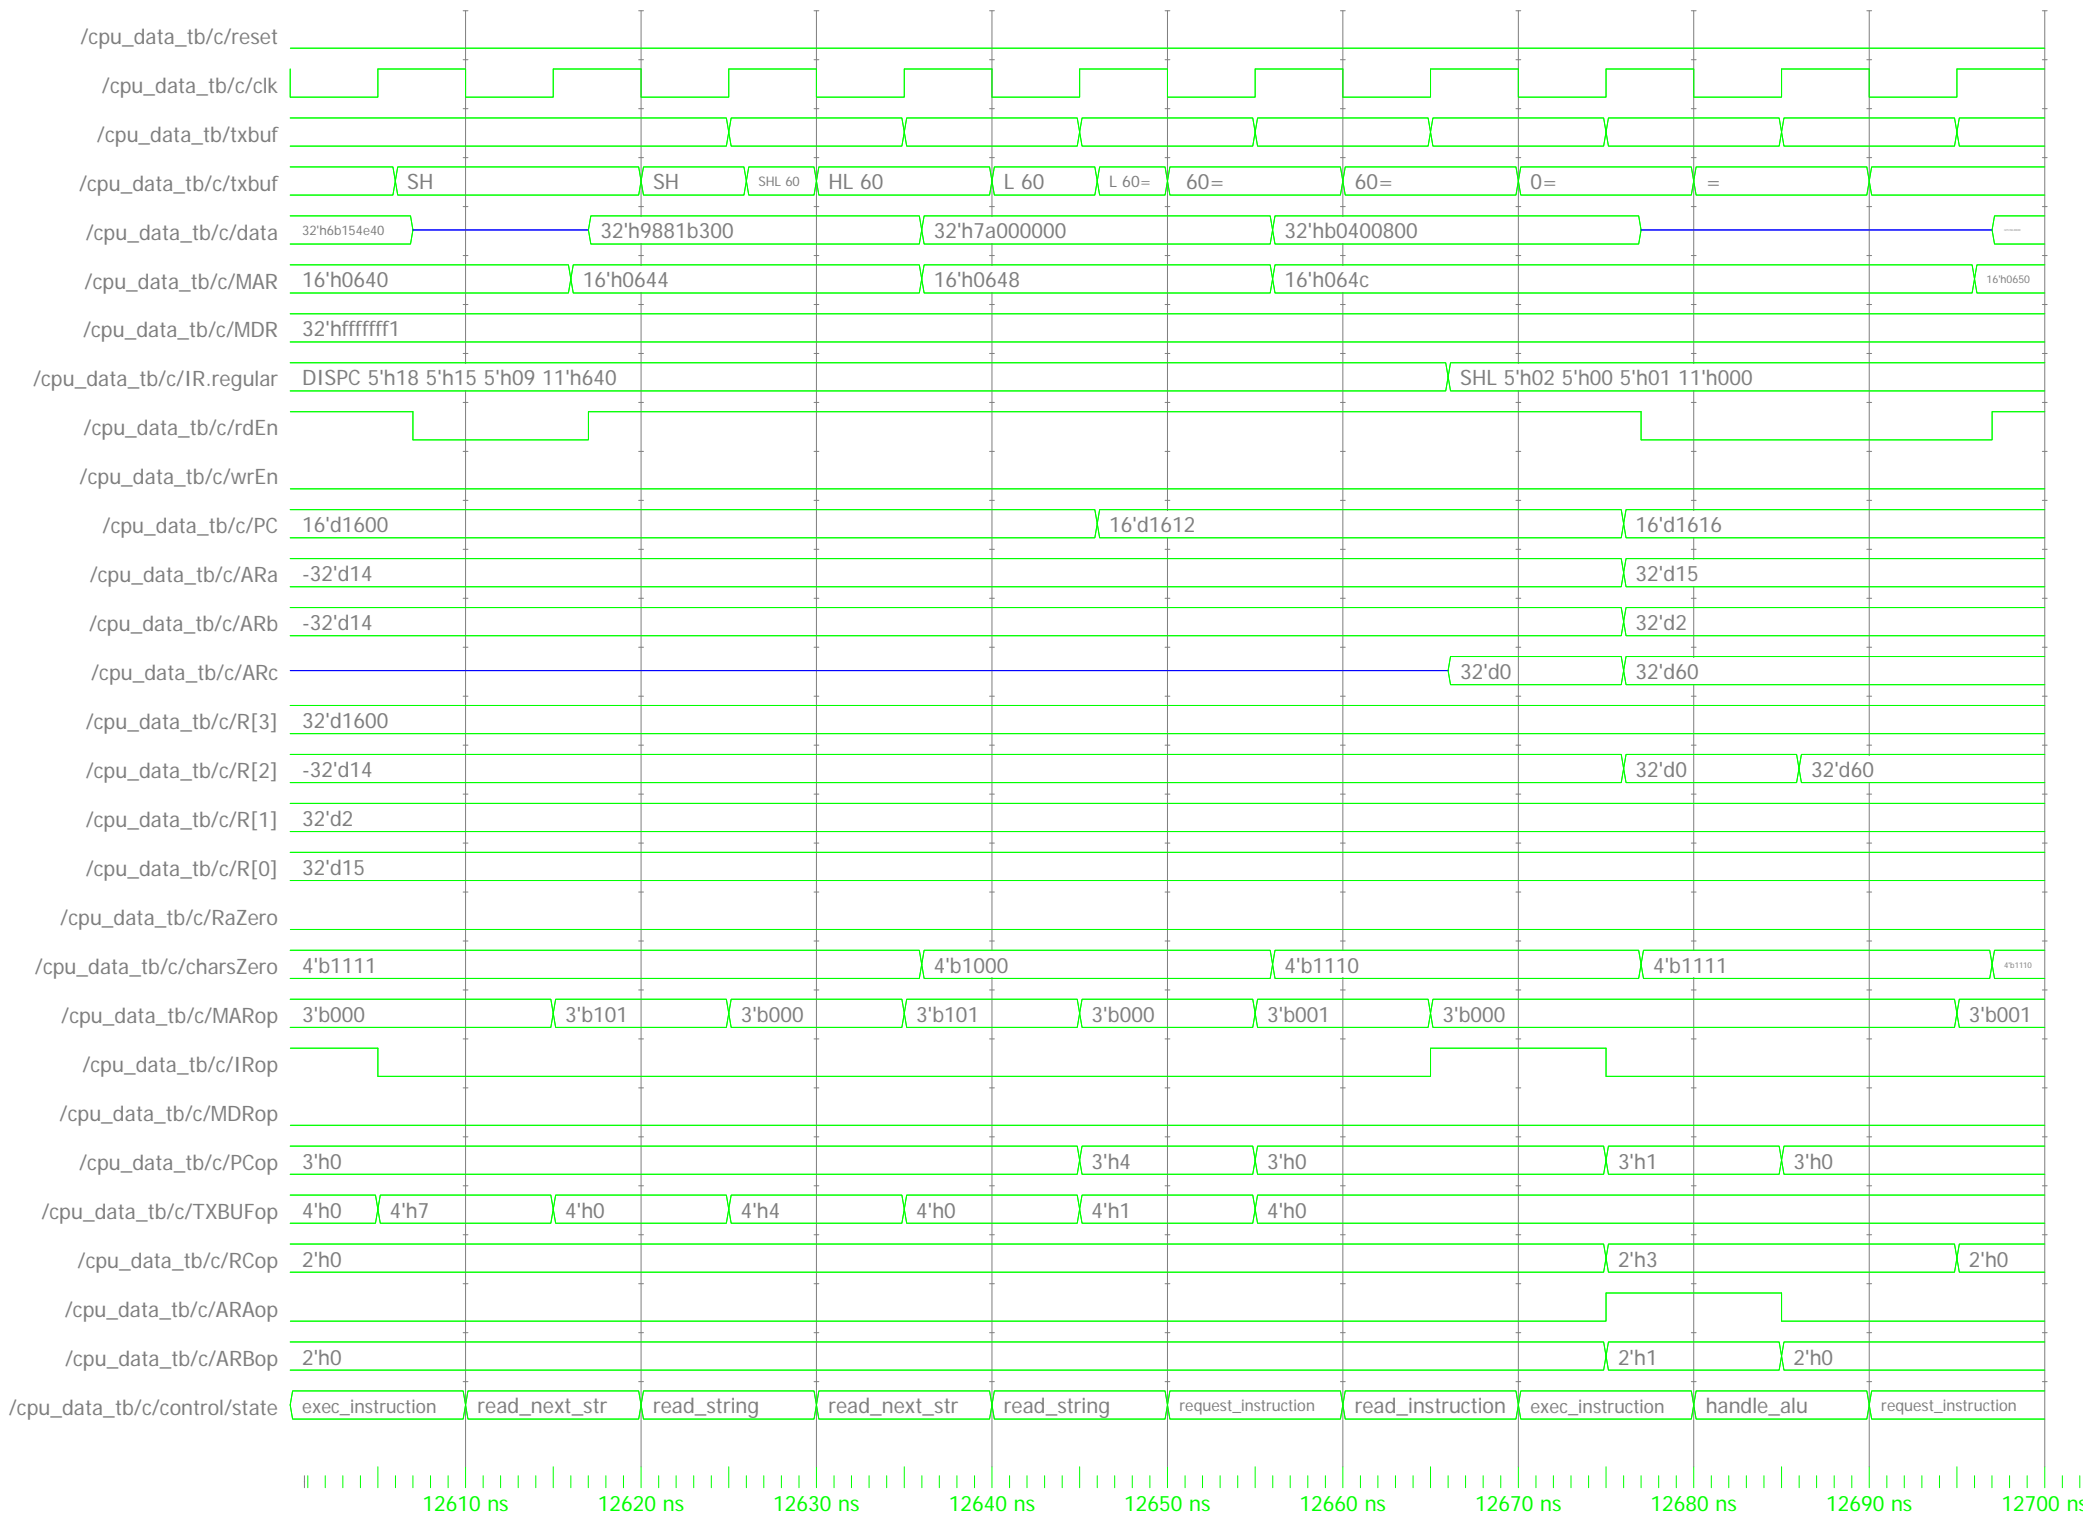 /cpu_data_tb/c/reset
/cpu_data_tb/c/clk
/cpu_data_tb/txbuf
/cpu_data_tb/c/txbuf SH SH SHL 60 HL 60 L 60 L 60= 60= 60= 0= =
/cpu_data_tb/c/data 32'h6b154e40 32'h9881b300 32'h7a000000 32'hb0400800
/cpu_data_tb/c/MAR 16'h0640 16'h0644 16'h0648 16'h064c 16'h0650
/cpu_data_tb/c/MDR 32'hfffffff1
/cpu_data_tb/c/IR.regular DISPC 5'h18 5'h15 5'h09 11'h640 SHL 5'h02 5'h00 5'h01 11'h000
/cpu_data_tb/c/rdEn
/cpu_data_tb/c/wrEn
/cpu_data_tb/c/PC 16'd1600 16'd1612 16'd1616
/cpu_data_tb/c/ARa -32'd14 32'd15
/cpu_data_tb/c/ARb -32'd14 32'd2
/cpu_data_tb/c/ARc 32'd0 32'd60
/cpu_data_tb/c/R[3] 32'd1600
/cpu_data_tb/c/R[2] -32'd14 32'd0 32'd60
/cpu_data_tb/c/R[1] 32'd2
/cpu_data_tb/c/R[0] 32'd15
/cpu_data_tb/c/RaZero
/cpu_data_tb/c/charsZero 4'b1111 4'b1000 4'b1110 4'b1111 4'b1110
/cpu_data_tb/c/MARop 3'b000 3'b101 3'b000 3'b101 3'b000 3'b001 3'b000 3'b001
/cpu_data_tb/c/IRop
/cpu_data_tb/c/MDRop
/cpu_data_tb/c/PCop 3'h0 3'h4 3'h0 3'h1 3'h0
/cpu_data_tb/c/TXBUFop 4'h0 4'h7 4'h0 4'h4 4'h0 4'h1 4'h0
/cpu_data_tb/c/RCop 2'h0 2'h3 2'h0
/cpu_data_tb/c/ARAop
/cpu_data_tb/c/ARBop 2'h0 2'h1 2'h0
/cpu_data_tb/c/control/state exec_instruction read_next_str read_string read_next_str read_string request_instruction read_instruction exec_instruction handle_alu request_instruction
12610 ns 12620 ns 12630 ns 12640 ns 12650 ns 12660 ns 12670 ns 12680 ns 12690 ns 12700 ns